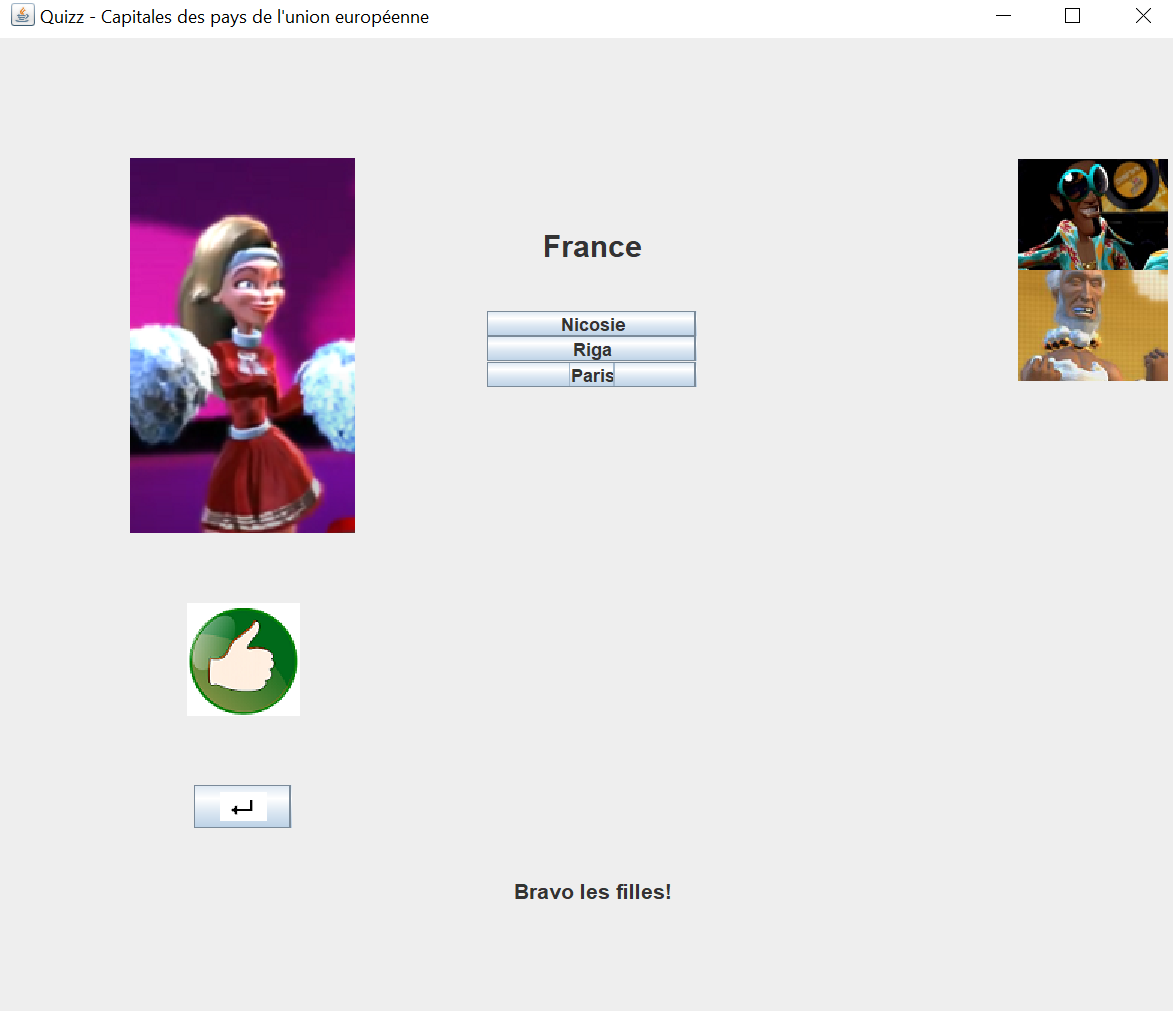 Quizz - Capitales des pays de l'union européenne
France
Nicosie
Riga
Paris
Bravo les filles!